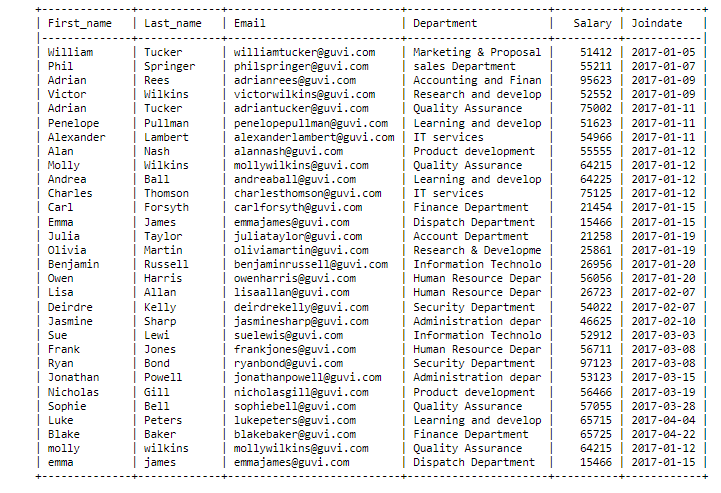 First_name | Last_name | Email | Department | Salary | Joindate
William | Tucker | williamtucker@guvi.com | Marketing & Proposal | 51412 | 2017-01-05
Phil | Springer | philspringer@guvi.com | sales Department | 55211 | 2017-01-07
Adrian | Rees | adrianrees@guvi.com | Accounting and Finan | 95623 | 2017-01-09
Victor | Wilkins | victorwilkins@guvi.com | Research and develop | 52552 | 2017-01-09
Adrian | Tucker | adriantucker@guvi.com | Quality Assurance | 75002 | 2017-01-11
Penelope | Pullman | penelopepullman@guvi.com | Learning and develop | 51623 | 2017-01-11
Alexander | Lambert | alexanderlambert@guvi.com | IT services | 54966 | 2017-01-11
Alan | Nash | alannash@guvi.com | Product development | 55555 | 2017-01-12
Molly | Wilkins | mollywilkins@guvi.com | Quality Assurance | 64215 | 2017-01-12
Andrea | Ball | andreaball@guvi.com | Learning and develop | 64225 | 2017-01-12
Charles | Thomson | charlesthomson@guvi.com | IT services | 75125 | 2017-01-12
Carl | Forsyth | carlforsyth@guvi.com | Finance Department | 21454 | 2017-01-15
Emma | James | emmajames@guvi.com | Dispatch Department | 15466 | 2017-01-15
Julia | Taylor | juliataylor@guvi.com | Account Department | 21258 | 2017-01-19
Olivia | Martin | oliviamartin@guvi.com | Research & Developme | 25861 | 2017-01-19
Benjamin | Russell | benjaminrussell@guvi.com | Information Technolo | 26956 | 2017-01-20
Owen | Harris | owenharris@guvi.com | Human Resource Depar | 56056 | 2017-01-20
Lisa | Allan | lisaallan@guvi.com | Human Resource Depar | 26723 | 2017-02-07
Deirdre | Kelly | deirdrekelly@guvi.com | Security Department | 54022 | 2017-02-07
Jasmine | Sharp | jasminesharp@guvi.com | Administration depar | 46625 | 2017-02-10
Sue | Lewi | suelewis@guvi.com | Information Technolo | 52912 | 2017-03-03
Frank | Jones | frankjones@guvi.com | Human Resource Depar | 56711 | 2017-03-08
Ryan | Bond | ryanbond@guvi.com | Security Department | 97123 | 2017-03-08
Jonathan | Powell | jonathanpowell@guvi.com | Administration depar | 53123 | 2017-03-15
Nicholas | Gill | nicholasgill@guvi.com | Product development | 56466 | 2017-03-19
Sophie | Bell | sophiebell@guvi.com | Quality Assurance | 57055 | 2017-03-28
Luke | Peters | lukepeters@guvi.com | Learning and develop | 65715 | 2017-04-04
Blake | Baker | blakebaker@guvi.com | Finance Department | 65725 | 2017-04-22
molly | wilkins | mollywilkins@guvi.com | Quality Assurance | 64215 | 2017-01-12
emma | james | emmajames@guvi.com | Dispatch Department | 15466 | 2017-01-15